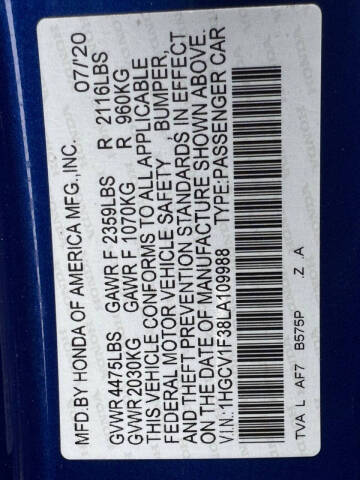 MFD.BY HONDA OF AMERICA MFG.,INC. 07/'20
GVWR 4475LBS GAWR F 2359LBS R 2116LBS
GVWR 2030KG GAWR F 1070KG R 960KG
THIS VEHICLE CONFORMS TO ALL APPLICABLE
FEDERAL MOTOR VEHICLE SAFETY , BUMPER,
AND THEFT PREVENTION STANDARDS IN EFFECT
ON THE DATE OF MANUFACTURE SHOWN ABOVE.
VIN:1HGCV1F38LA109988 TYPE:PASSENGER CAR
TVA L AF7 B575P .Z .A